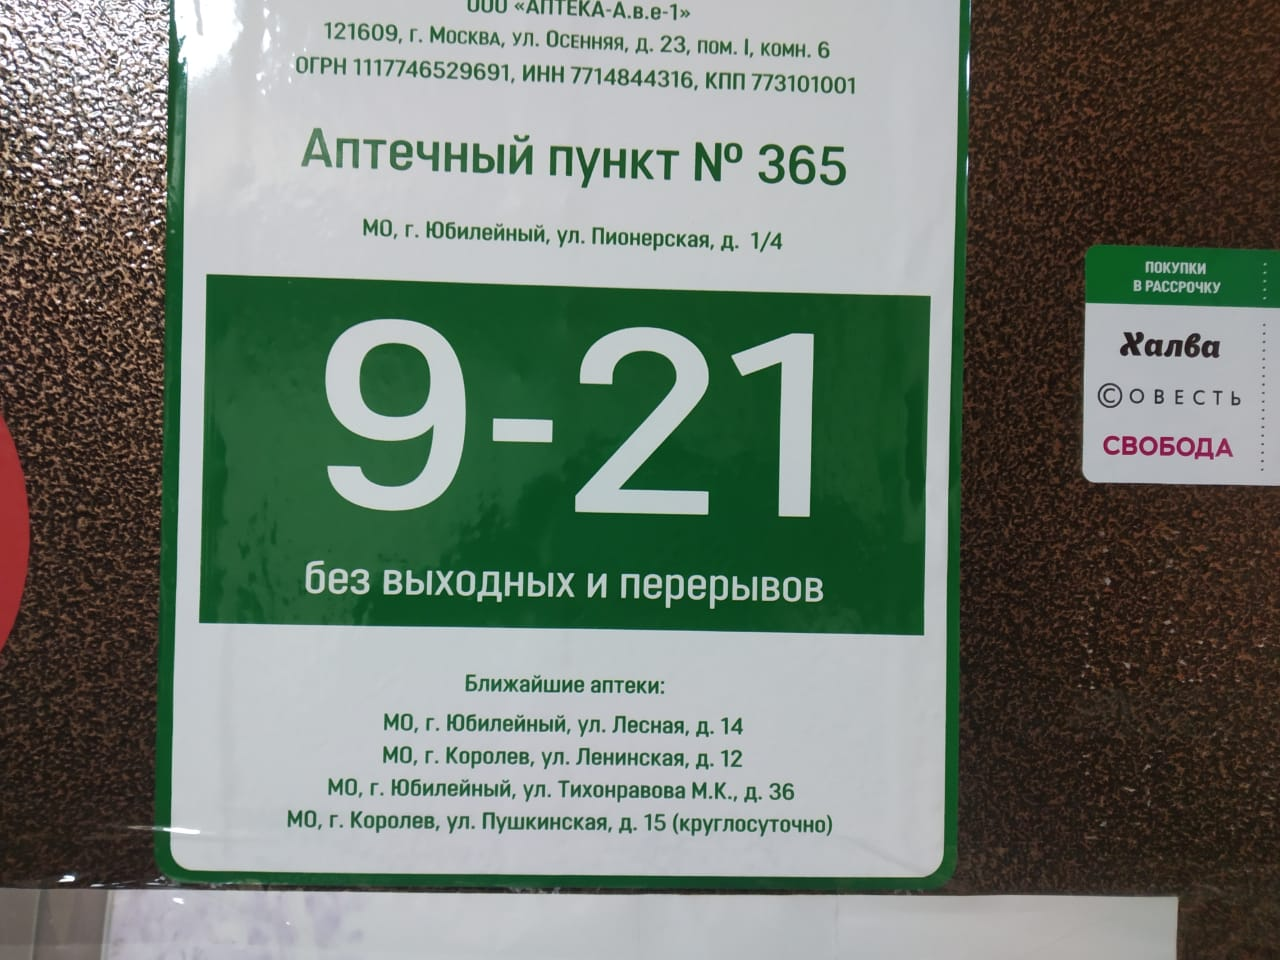 ООО «АПТЕКА-А.в.е-1»
121609, г. Москва, ул. Осенняя, д. 23, пом. I, комн. 6
ОГРН 1117746529691, ИНН 7714844316, КПП 773101001
Аптечный пункт № 365
МО, г. Юбилейный, ул. Пионерская, д. 1/4
9-21
без выходных и перерывов
Ближайшие аптеки:
МО, г. Юбилейный, ул. Лесная, д. 14
МО, г. Королев, ул. Ленинская, д. 12
МО, г. Юбилейный, ул. Тихонравова М.К., д. 36
МО, г. Королев, ул. Пушкинская, д. 15 (круглосуточно)
ПОКУПКИ
В РАССРОЧКУ
Халва
©ОВЕСТЬ
СВОБОДА